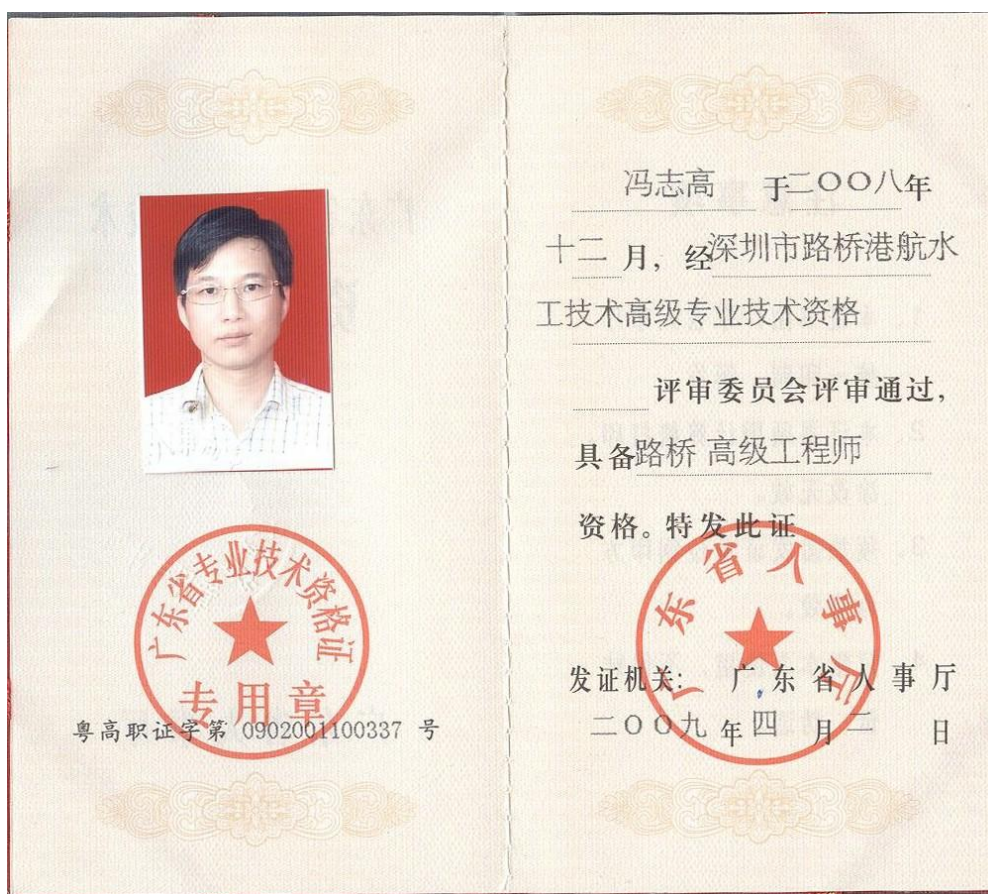 广东省专业技术资格证
专用章
粤高职证字第 0902001100337 号
冯志高 于二〇〇八年
十二 月，经深圳市路桥港航水
工技术高级专业技术资格
评审委员会评审通过，
具备路桥 高级工程师
资格。特发此证
广东省人事厅
发证机关： 广东省人事厅
二〇〇九 年 四 月 二 日